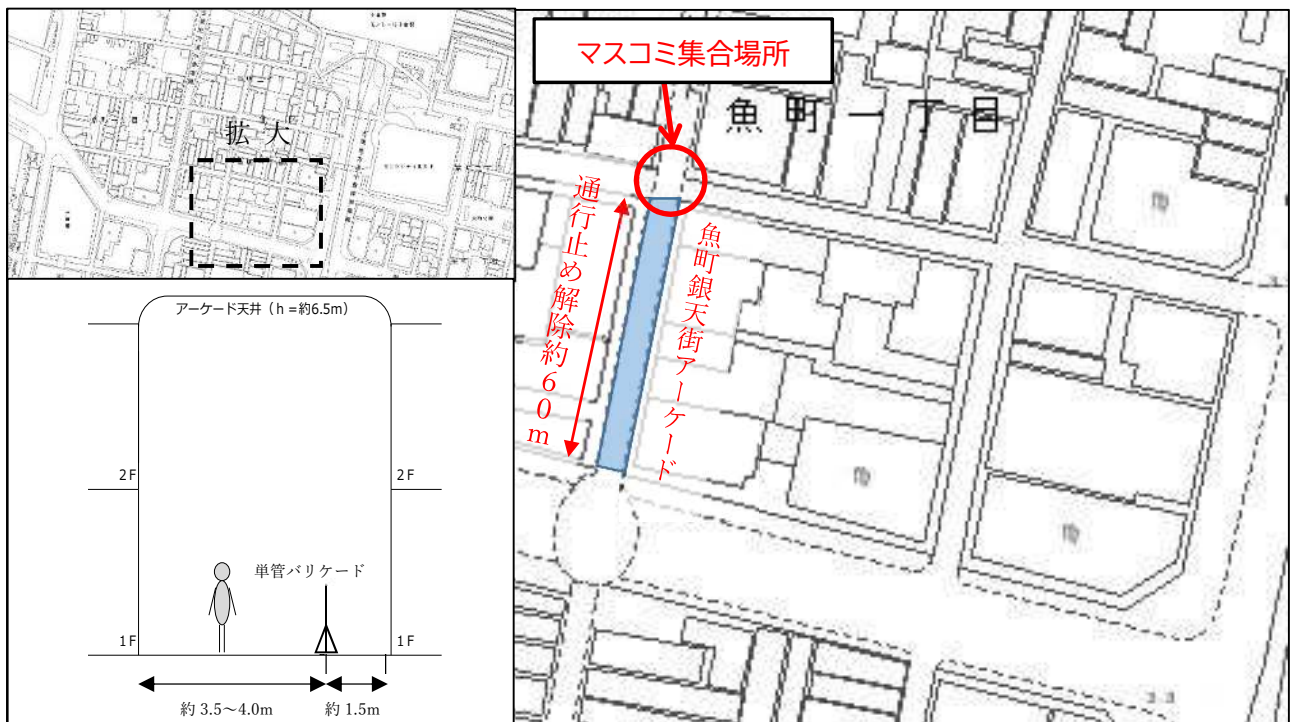 拡大
マスコミ集合場所
魚町一丁目
通行止め解除約60m
魚町銀天街アーケード
アーケード天井(h=約6.5m)
2F
2F
単管バリケード
1F
1F
約 3.5～4.0m
約 1.5m